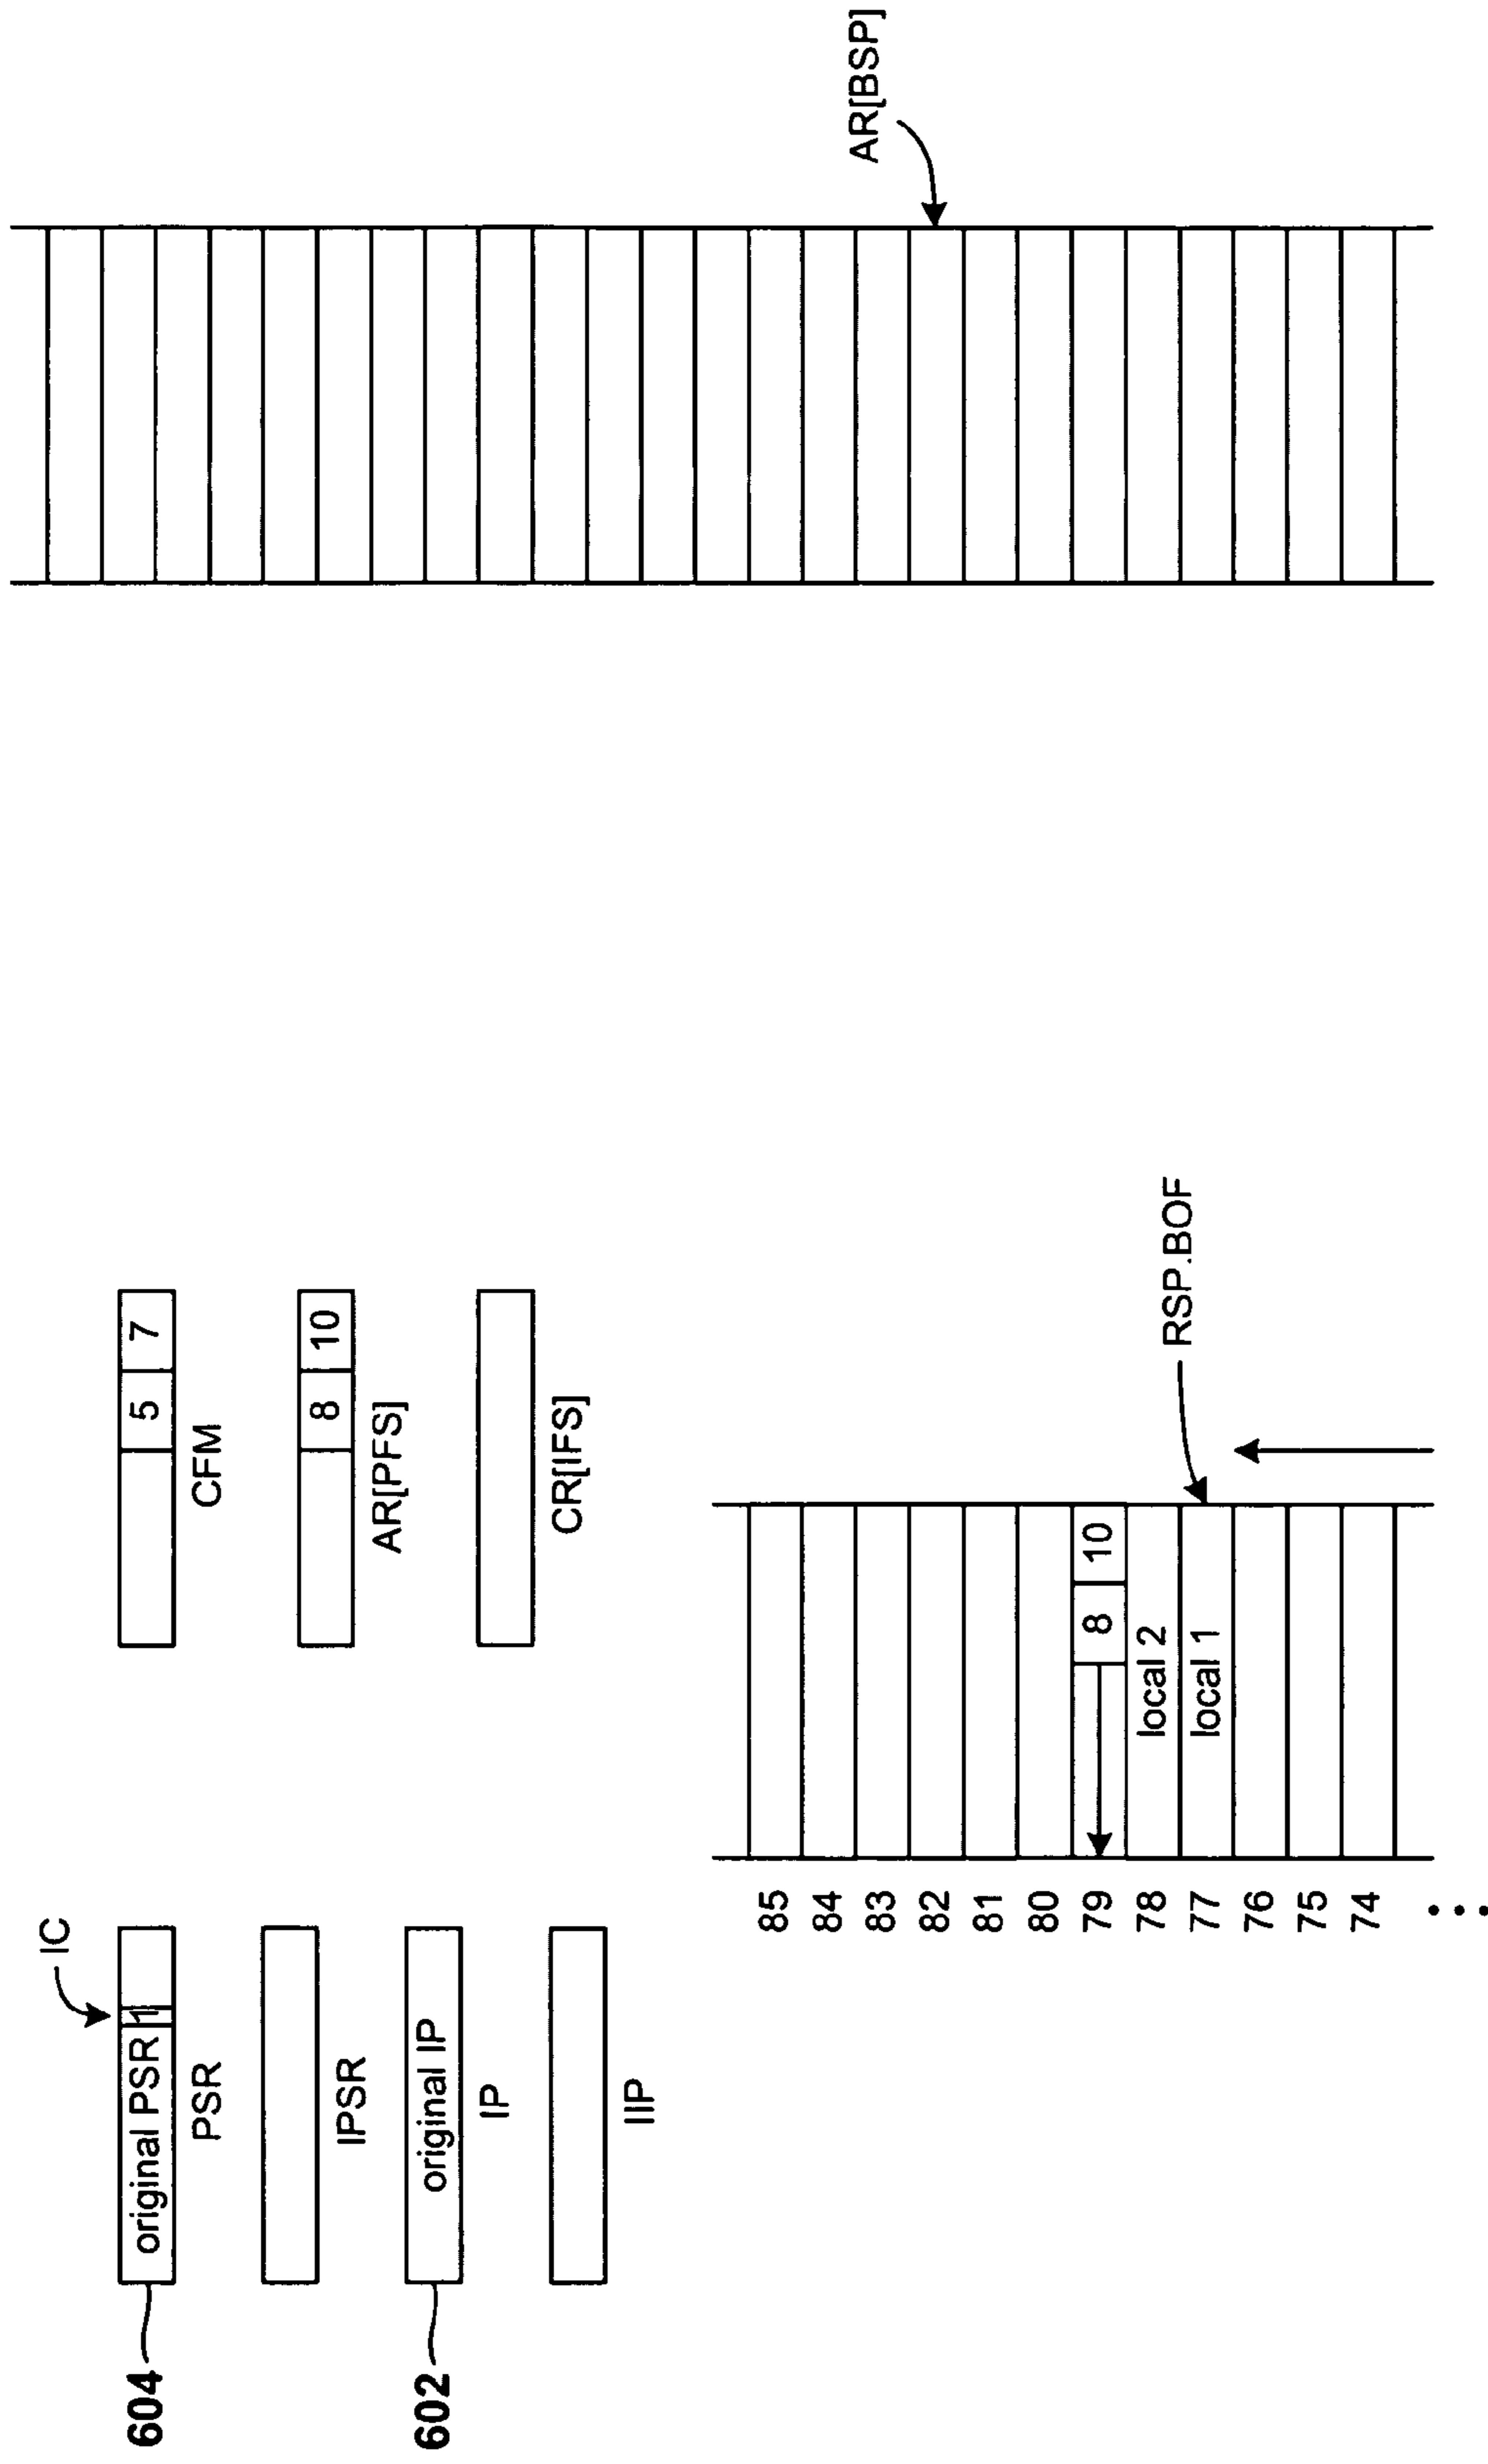 IC
604
original PSR
1
PSR
IPSR
602
original IP
IP
IIP
5
7
CFM
8
10
AR[PFS]
CR[IFS]
85
84
83
82
81
80
79
8
10
78
local 2
77
local 1
76
75
74
RSP.BOF
AR[BSP]